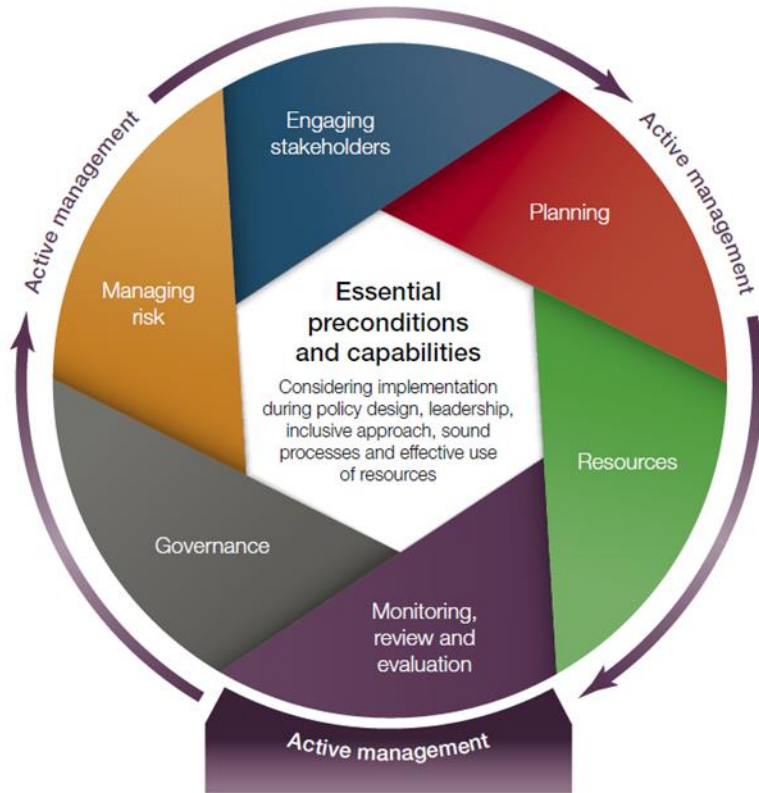 Active management
Active management
Engaging
stakeholders
Planning
Managing
risk
Essential
preconditions
and capabilities
Considering implementation
during policy design, leadership,
inclusive approach, sound
processes and effective use
of resources
Resources
Governance
Monitoring,
review and
evaluation
Active management